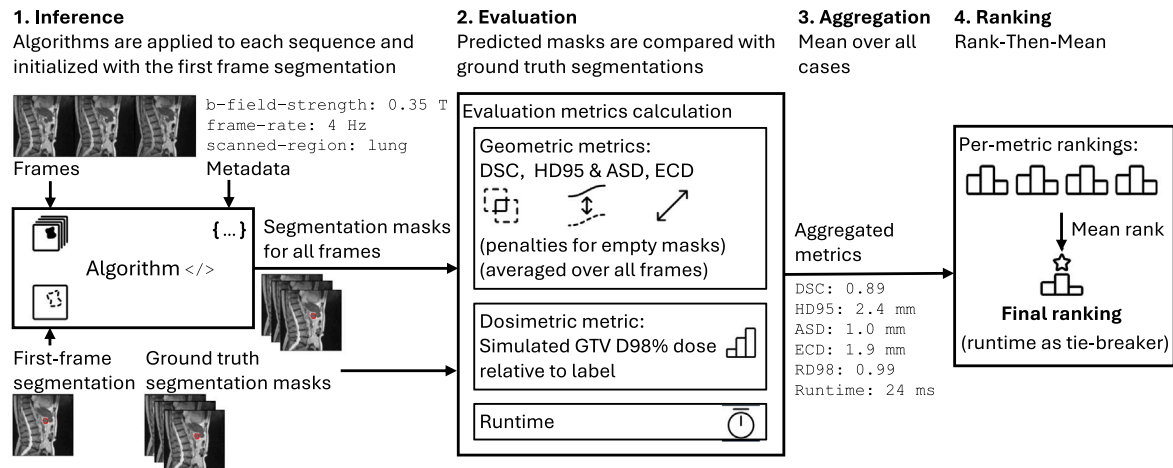 1. Inference
Algorithms are applied to each sequence and
initialized with the first frame segmentation
b-field-strength: 0.35 T
frame-rate: 4 Hz
scanned-region: lung
Frames
Metadata
{...}
Algorithm </>
Segmentation masks
for all frames
First-frame
segmentation
Ground truth
segmentation masks
2. Evaluation
Predicted masks are compared with
ground truth segmentations
Evaluation metrics calculation
Geometric metrics:
DSC, HD95 & ASD, ECD
(penalties for empty masks)
(averaged over all frames)
Dosimetric metric:
Simulated GTV D98% dose
relative to label
Runtime
3. Aggregation
Mean over all
cases
Aggregated
metrics
DSC: 0.89
HD95: 2.4 mm
ASD: 1.0 mm
ECD: 1.9 mm
RD98: 0.99
Runtime: 24 ms
4. Ranking
Rank-Then-Mean
Per-metric rankings:
Mean rank
Final ranking
(runtime as tie-breaker)